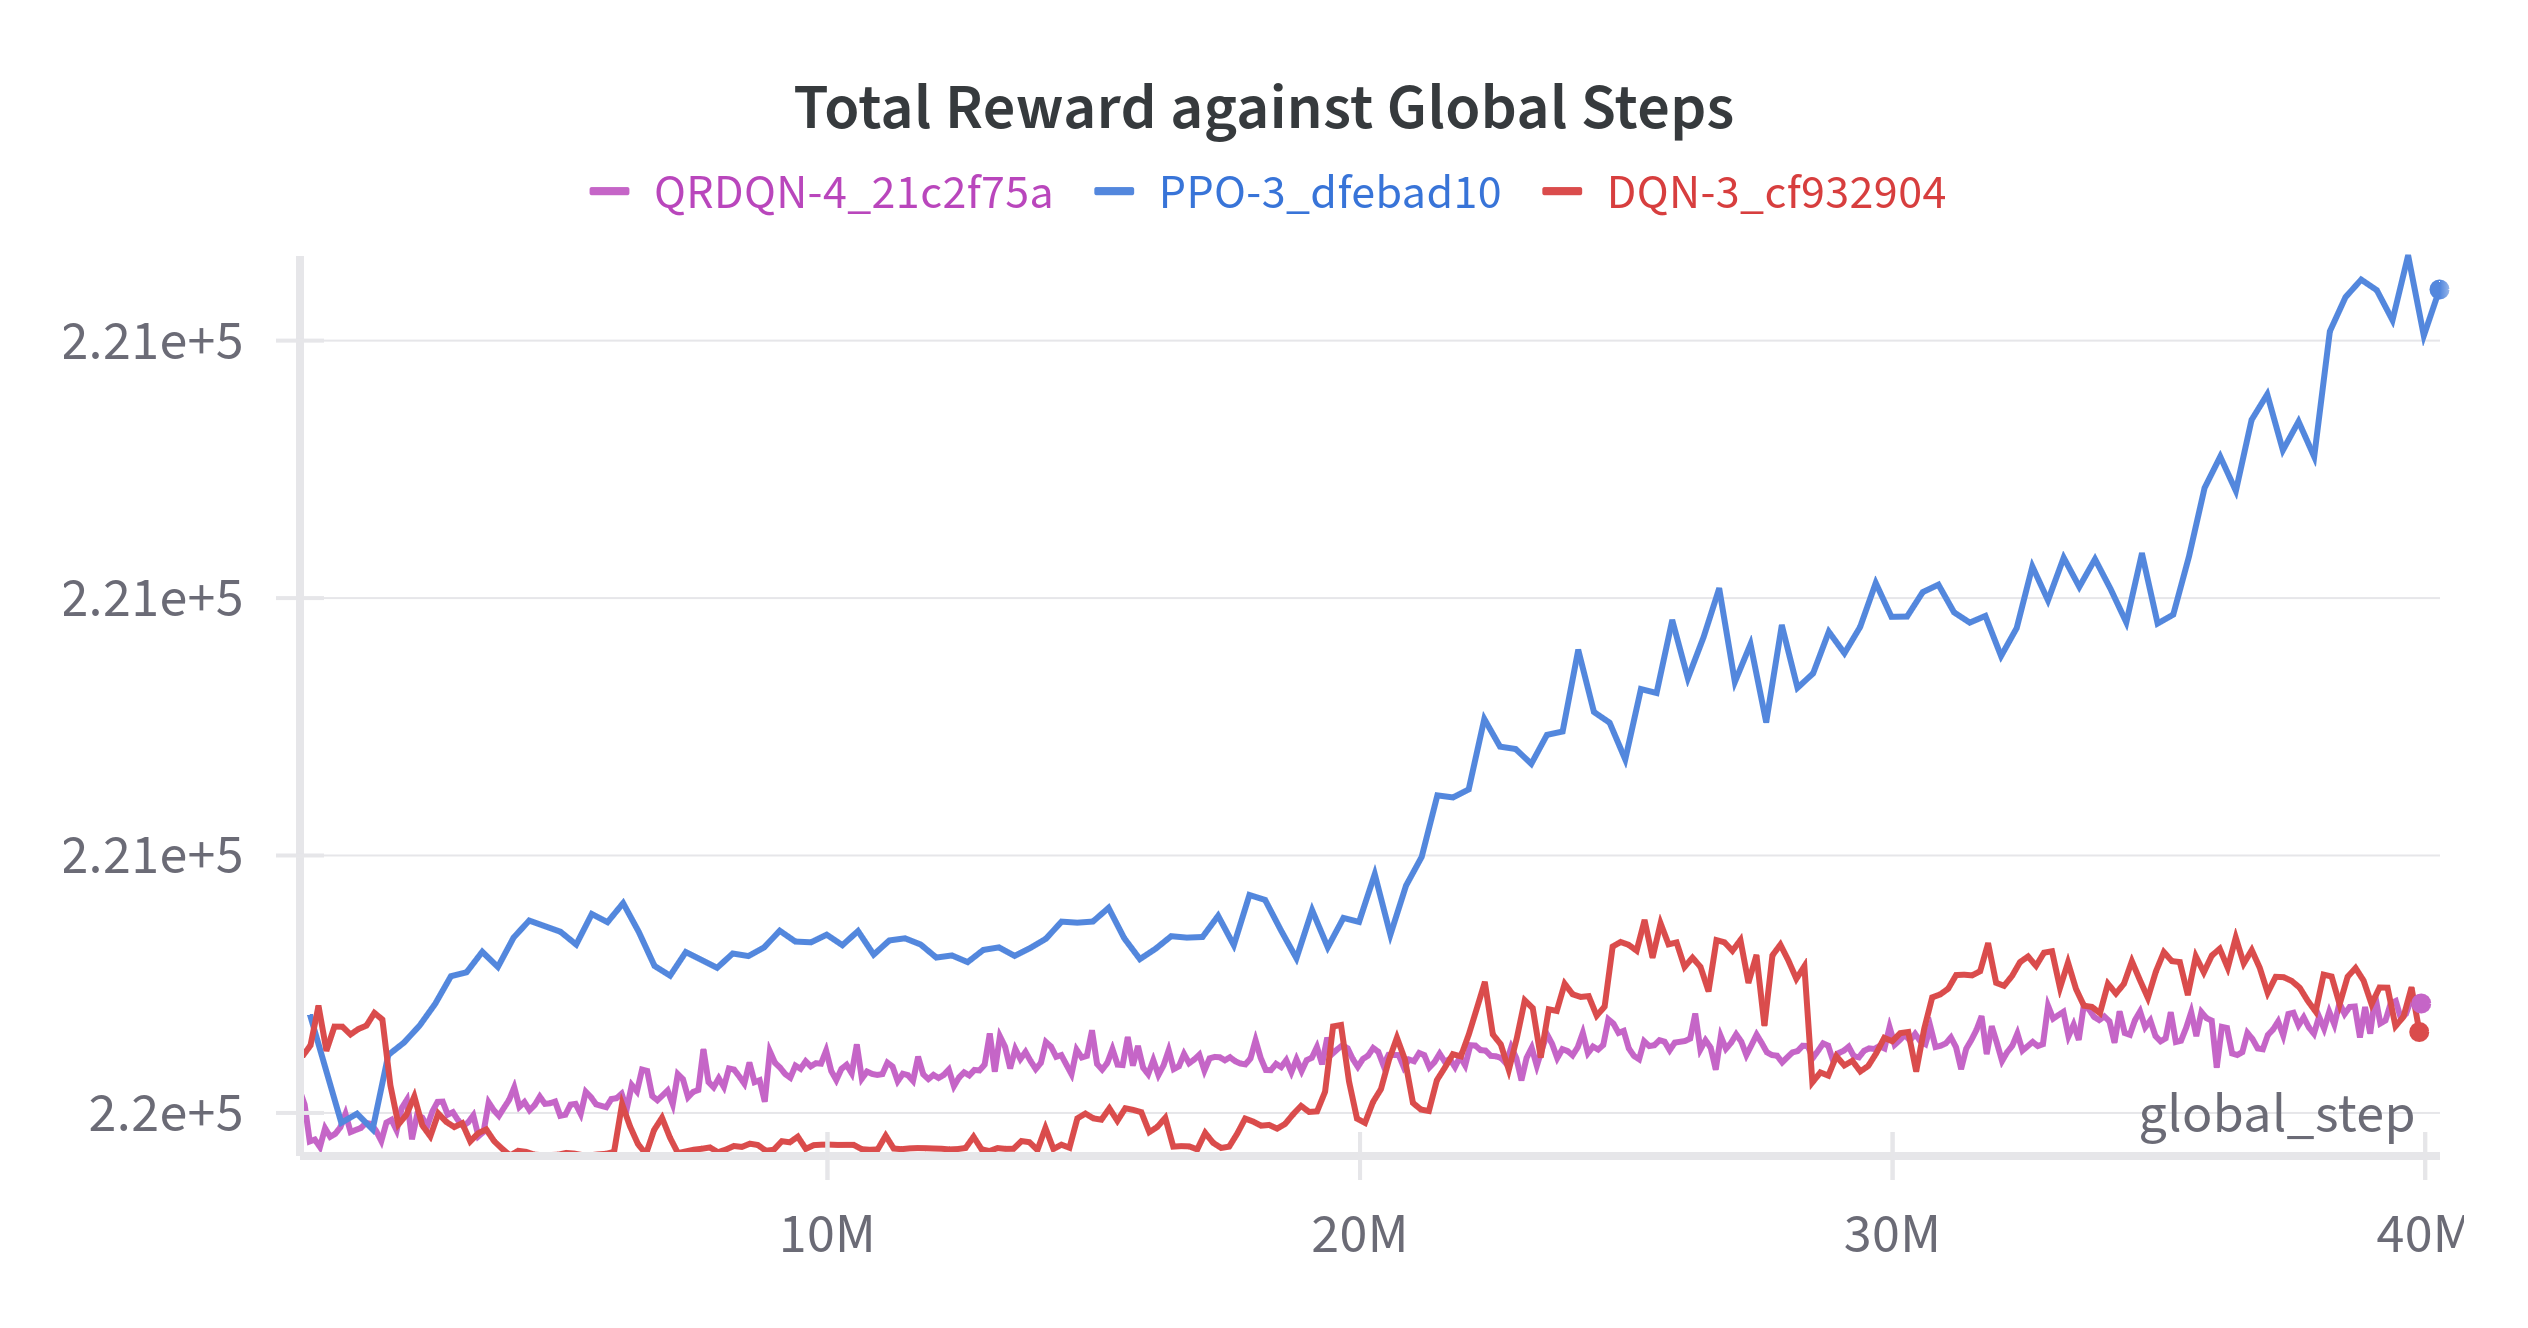 Total Reward against Global Steps
QRDQN-4_21c2f75a PPO-3_dfebad10 DQN-3_cf932904
2.21e+5
2.21e+5
2.21e+5
2.2e+5
global_step
10M 20M 30M 40M